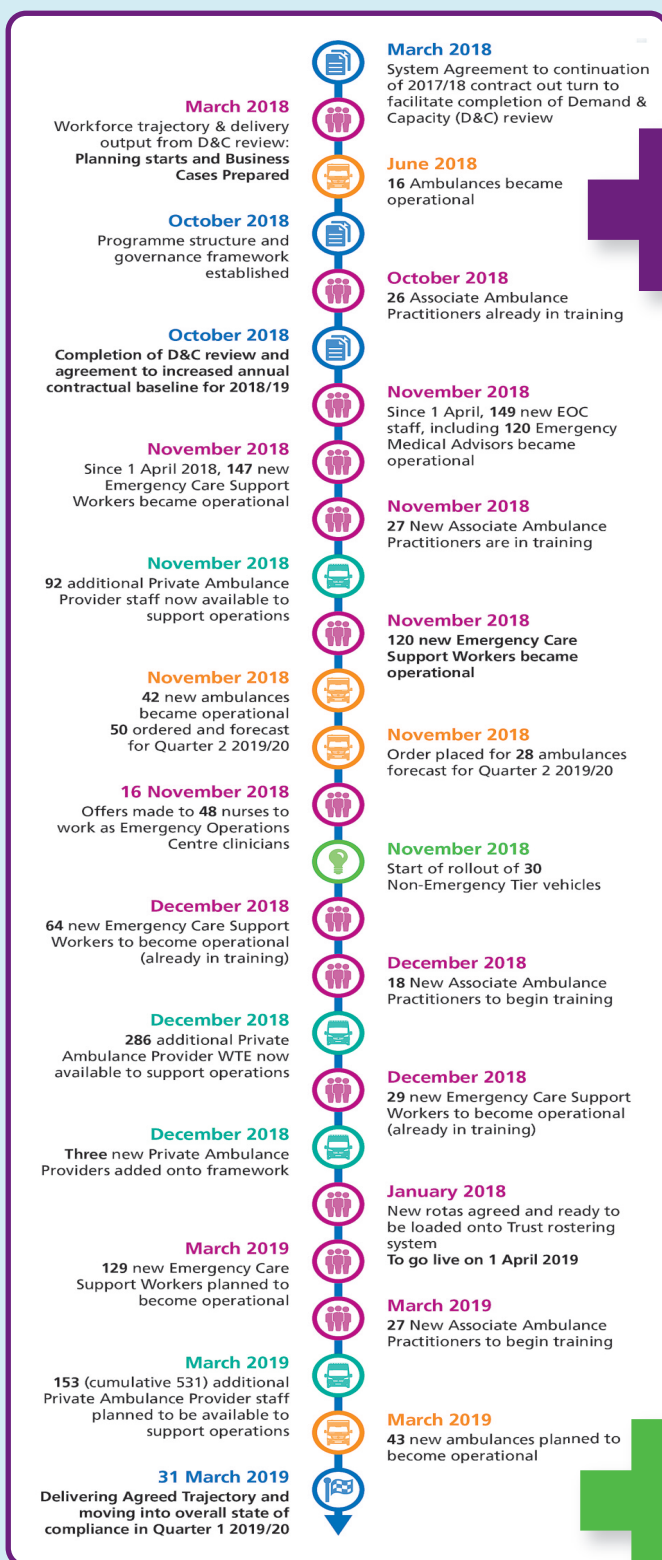 March 2018
System Agreement to continuation
of 2017/18 contract out turn to
facilitate completion of Demand &
Capacity (D&C) review
March 2018
Workforce trajectory & delivery
output from D&C review:
Planning starts and Business
Cases Prepared
June 2018
16 Ambulances became
operational
October 2018
Programme structure and
governance framework
established
October 2018
26 Associate Ambulance
Practitioners already in training
October 2018
Completion of D&C review and
agreement to increased annual
contractual baseline for 2018/19
November 2018
Since 1 April, 149 new EOC
staff, including 120 Emergency
Medical Advisors became
operational
November 2018
Since 1 April 2018, 147 new
Emergency Care Support
Workers became operational
November 2018
27 New Associate Ambulance
Practitioners are in training
November 2018
92 additional Private Ambulance
Provider staff now available to
support operations
November 2018
120 new Emergency Care
Support Workers became
operational
November 2018
42 new ambulances
became operational
50 ordered and forecast
for Quarter 2 2019/20
November 2018
Order placed for 28 ambulances
forecast for Quarter 2 2019/20
16 November 2018
Offers made to 48 nurses to
work as Emergency Operations
Centre clinicians
November 2018
Start of rollout of 30
Non-Emergency Tier vehicles
December 2018
64 new Emergency Care Support
Workers to become operational
(already in training)
December 2018
18 New Associate Ambulance
Practitioners to begin training
December 2018
286 additional Private
Ambulance Provider WTE now
available to support operations
December 2018
29 new Emergency Care Support
Workers to become operational
(already in training)
December 2018
Three new Private Ambulance
Providers added onto framework
January 2018
New rotas agreed and ready to
be loaded onto Trust rostering
system
To go live on 1 April 2019
March 2019
129 new Emergency Care
Support Workers planned to
become operational
March 2019
27 New Associate Ambulance
Practitioners to begin training
March 2019
153 (cumulative 531) additional
Private Ambulance Provider staff
planned to be available to
support operations
March 2019
43 new ambulances planned to
become operational
31 March 2019
Delivering Agreed Trajectory and
moving into overall state of
compliance in Quarter 1 2019/20